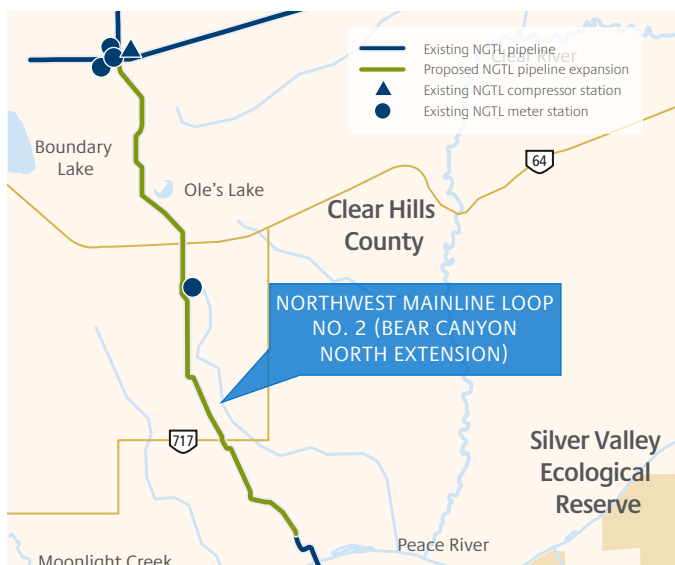 Existing NGTL pipeline
Clear River
Proposed NGTL pipeline expansion
Existing NGTL compressor station
Existing NGTL meter station
Boundary
Lake
64
Ole's Lake
Clear Hills
County
NORTHWEST MAINLINE LOOP
NO. 2 (BEAR CANYON
NORTH EXTENSION)
717
Silver Valley
Ecological
Reserve
Peace River
Moonlight Creek